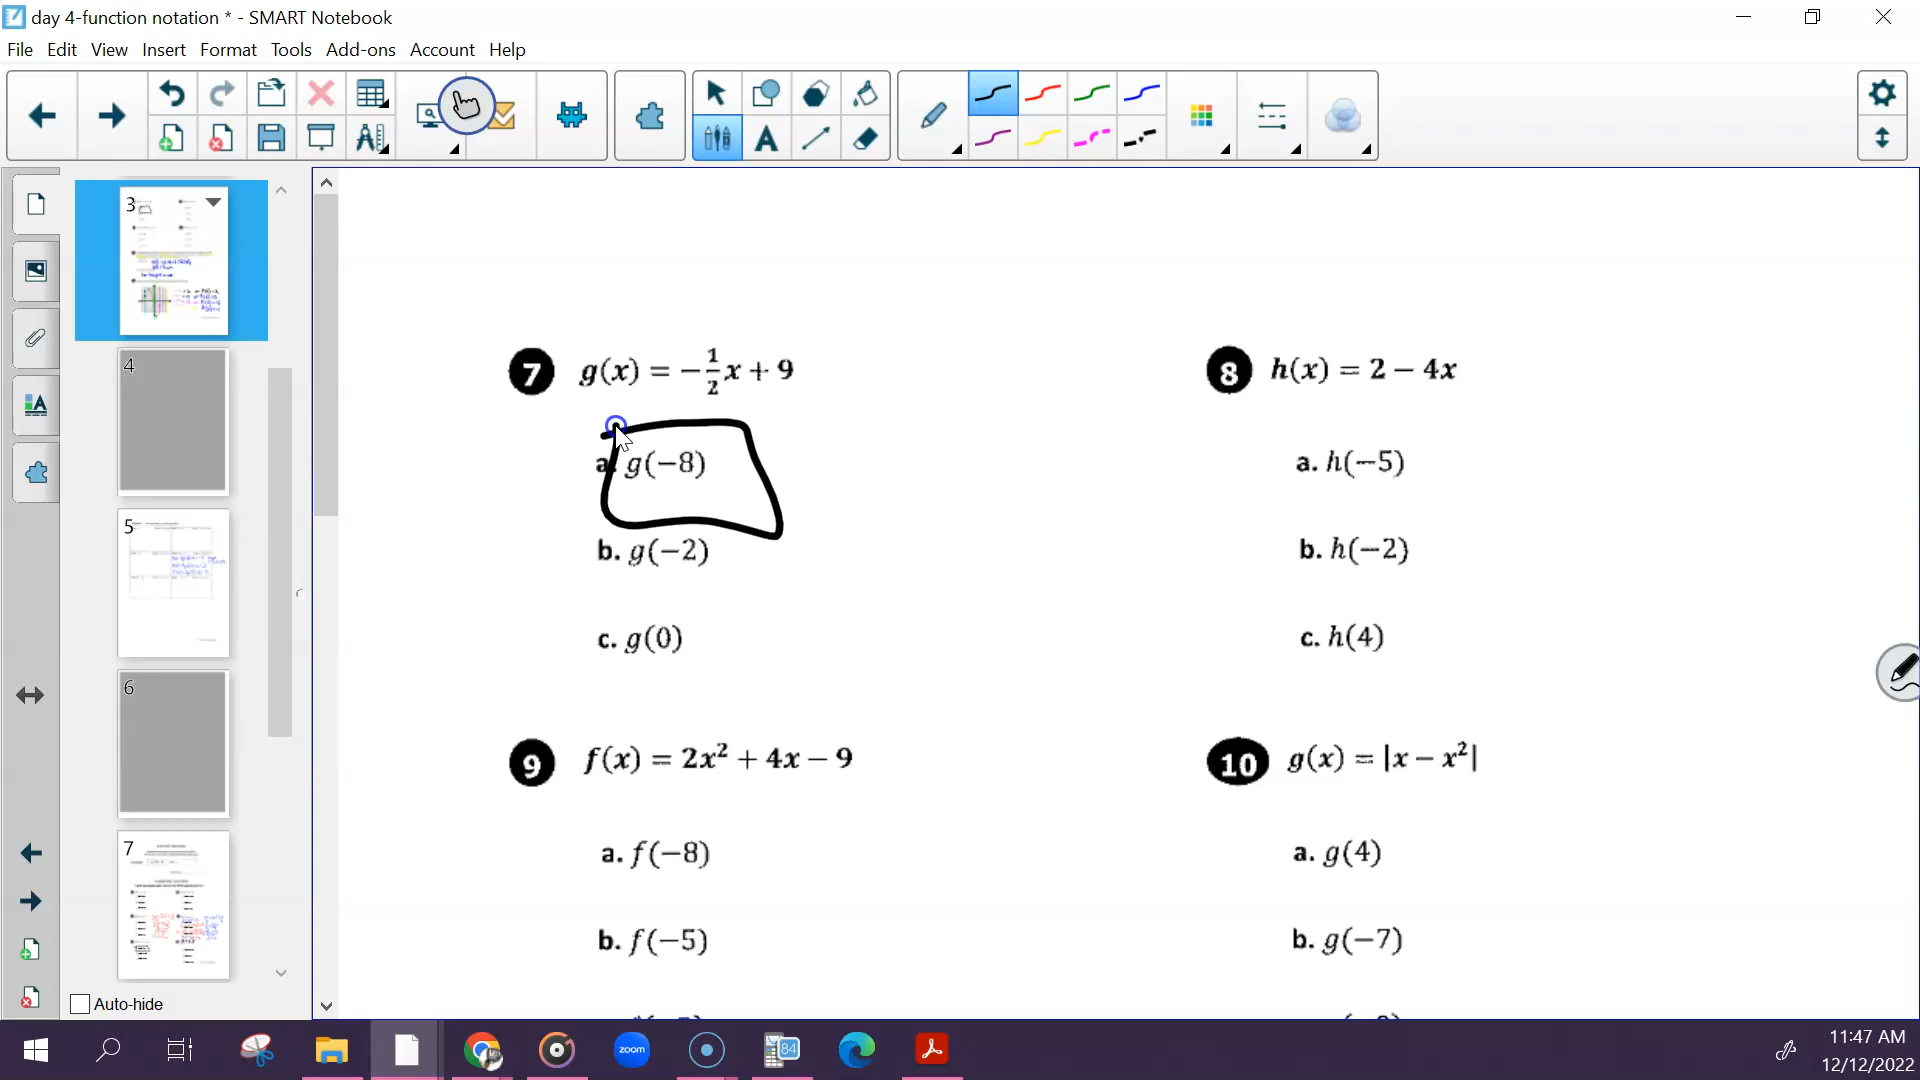 day 4-function notation * - SMART Notebook
File Edit View Insert Format Tools Add-ons Account Help
3
4
5
6
7
Auto-hide
7 g(x) = −½x + 9
a. g(−8)
b. g(−2)
c. g(0)
8 h(x) = 2 − 4x
a. h(−5)
b. h(−2)
c. h(4)
9 f(x) = 2x² + 4x − 9
a. f(−8)
b. f(−5)
10 g(x) = |x − x²|
a. g(4)
b. g(−7)
zoom
84
11:47 AM
12/12/2022